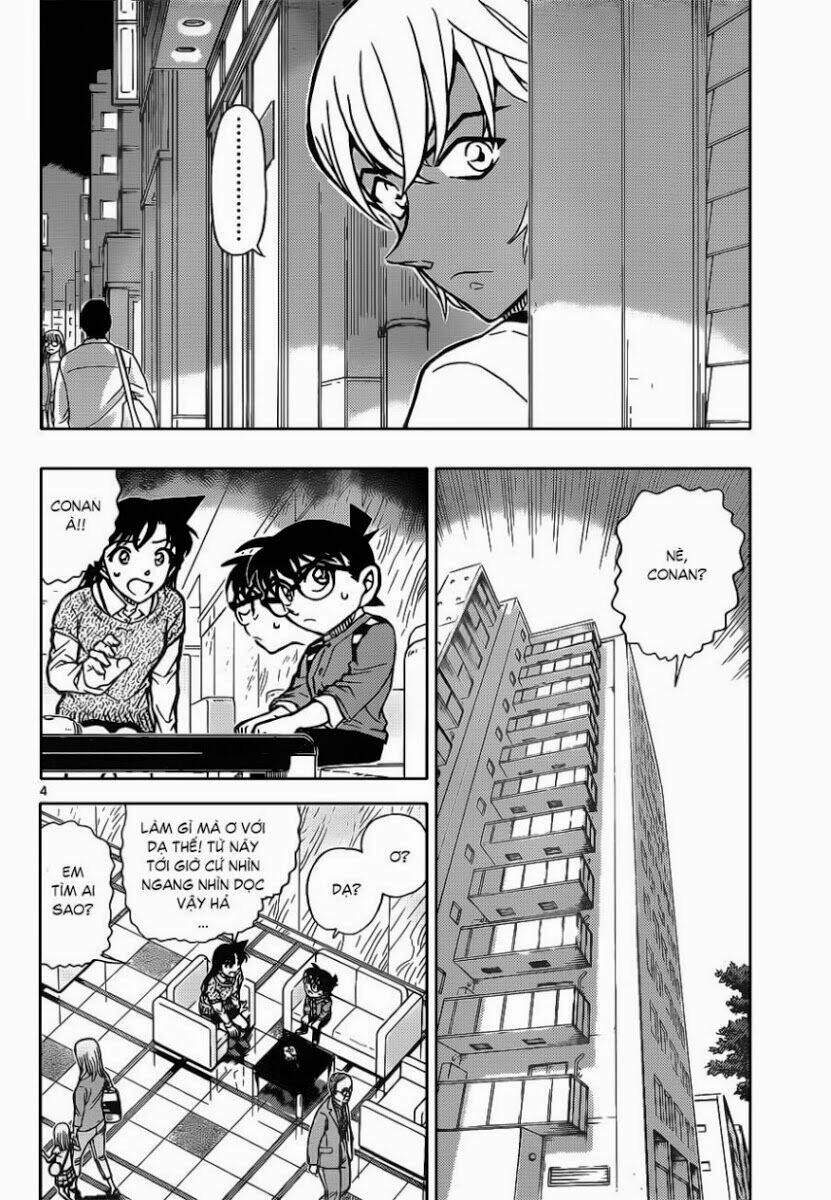 .........
NÈ,
CONAN?
CONAN
À!!
4
Ơ?
DẠ?
LÀM GÌ MÀ Ơ VỚI
DẠ THẾ! TỪ NÃY
TỚI GIỜ CỨ NHÌN
NGANG NHÌN DỌC
VẬY HẢ
...
EM
TÌM AI
SAO?